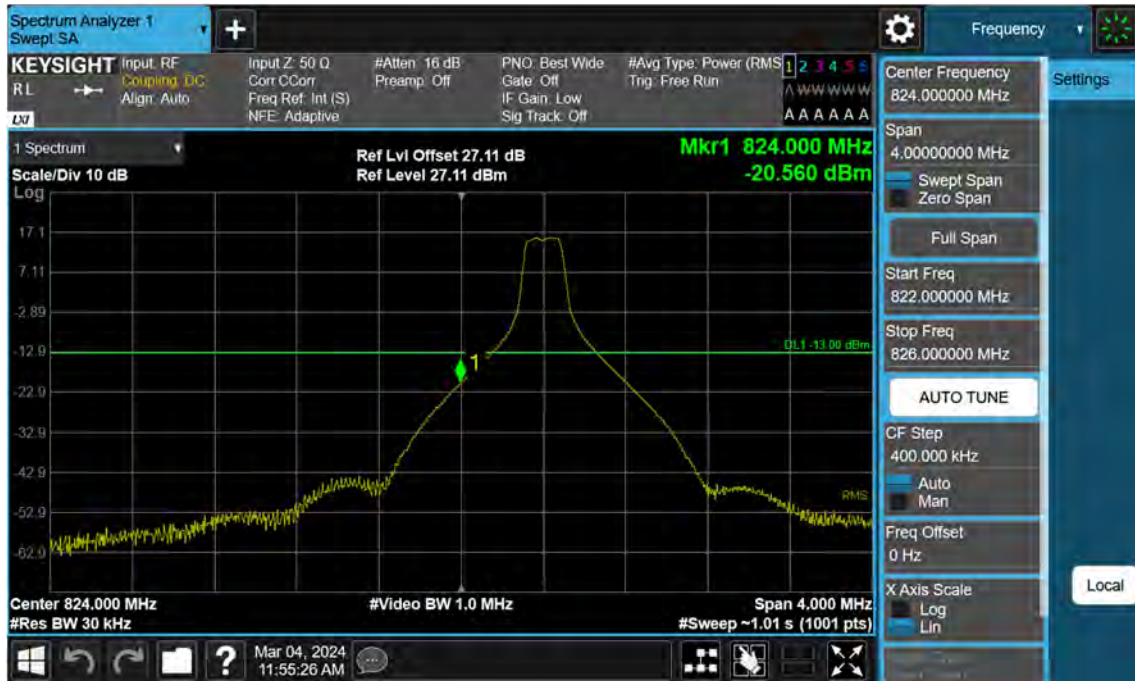 Spectrum Analyzer 1
Swept SA
+
Frequency
KEYSIGHT
RL
LXI
Input: RF
Coupling: DC
Align: Auto
Input Z: 50 Ω
Corr CCorr
Freq Ref: Int (S)
NFE: Adaptive
#Atten: 16 dB
Preamp: Off
PNO: Best Wide
Gate: Off
IF Gain: Low
Sig Track: Off
#Avg Type: Power (RMS
Trig: Free Run
1 2 3 4 5 6
A W W W W W
A A A A A A
1 Spectrum
Scale/Div 10 dB
Ref Lvl Offset 27.11 dB
Ref Level 27.11 dBm
Mkr1 824.000 MHz
-20.560 dBm
Log
17.1
7.11
-2.89
-12.9
-22.9
-32.9
-42.9
-52.9
-62.9
DL1 -13.00 dBm
1
RMS
Center 824.000 MHz
#Res BW 30 kHz
#Video BW 1.0 MHz
Span 4.000 MHz
#Sweep ~1.01 s (1001 pts)
?
Mar 04, 2024
11:55:26 AM
Center Frequency
824.000000 MHz
Span
4.00000000 MHz
Swept Span
Zero Span
Full Span
Start Freq
822.000000 MHz
Stop Freq
826.000000 MHz
AUTO TUNE
CF Step
400.000 kHz
Auto
Man
Freq Offset
0 Hz
X Axis Scale
Log
Lin
Settings
Local